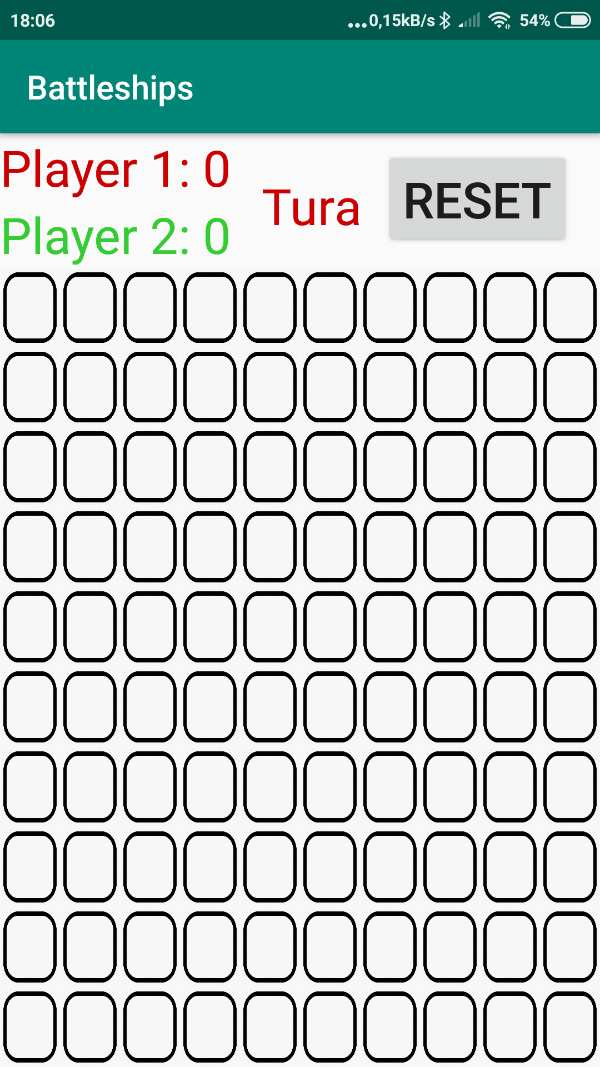 18:06 ...0,15kB/s 54%
Battleships
Player 1: 0
Player 2: 0
Tura
RESET